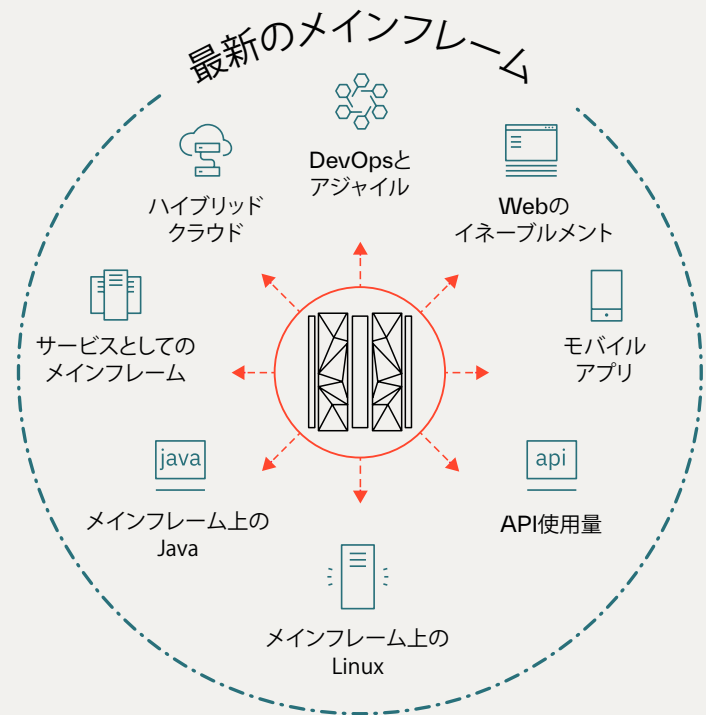 最新のメインフレーム
DevOpsと
アジャイル
Webの
イネーブルメント
モバイル
アプリ
api
API使用量
メインフレーム上の
Linux
java
メインフレーム上の
Java
サービスとしての
メインフレーム
ハイブリッド
クラウド